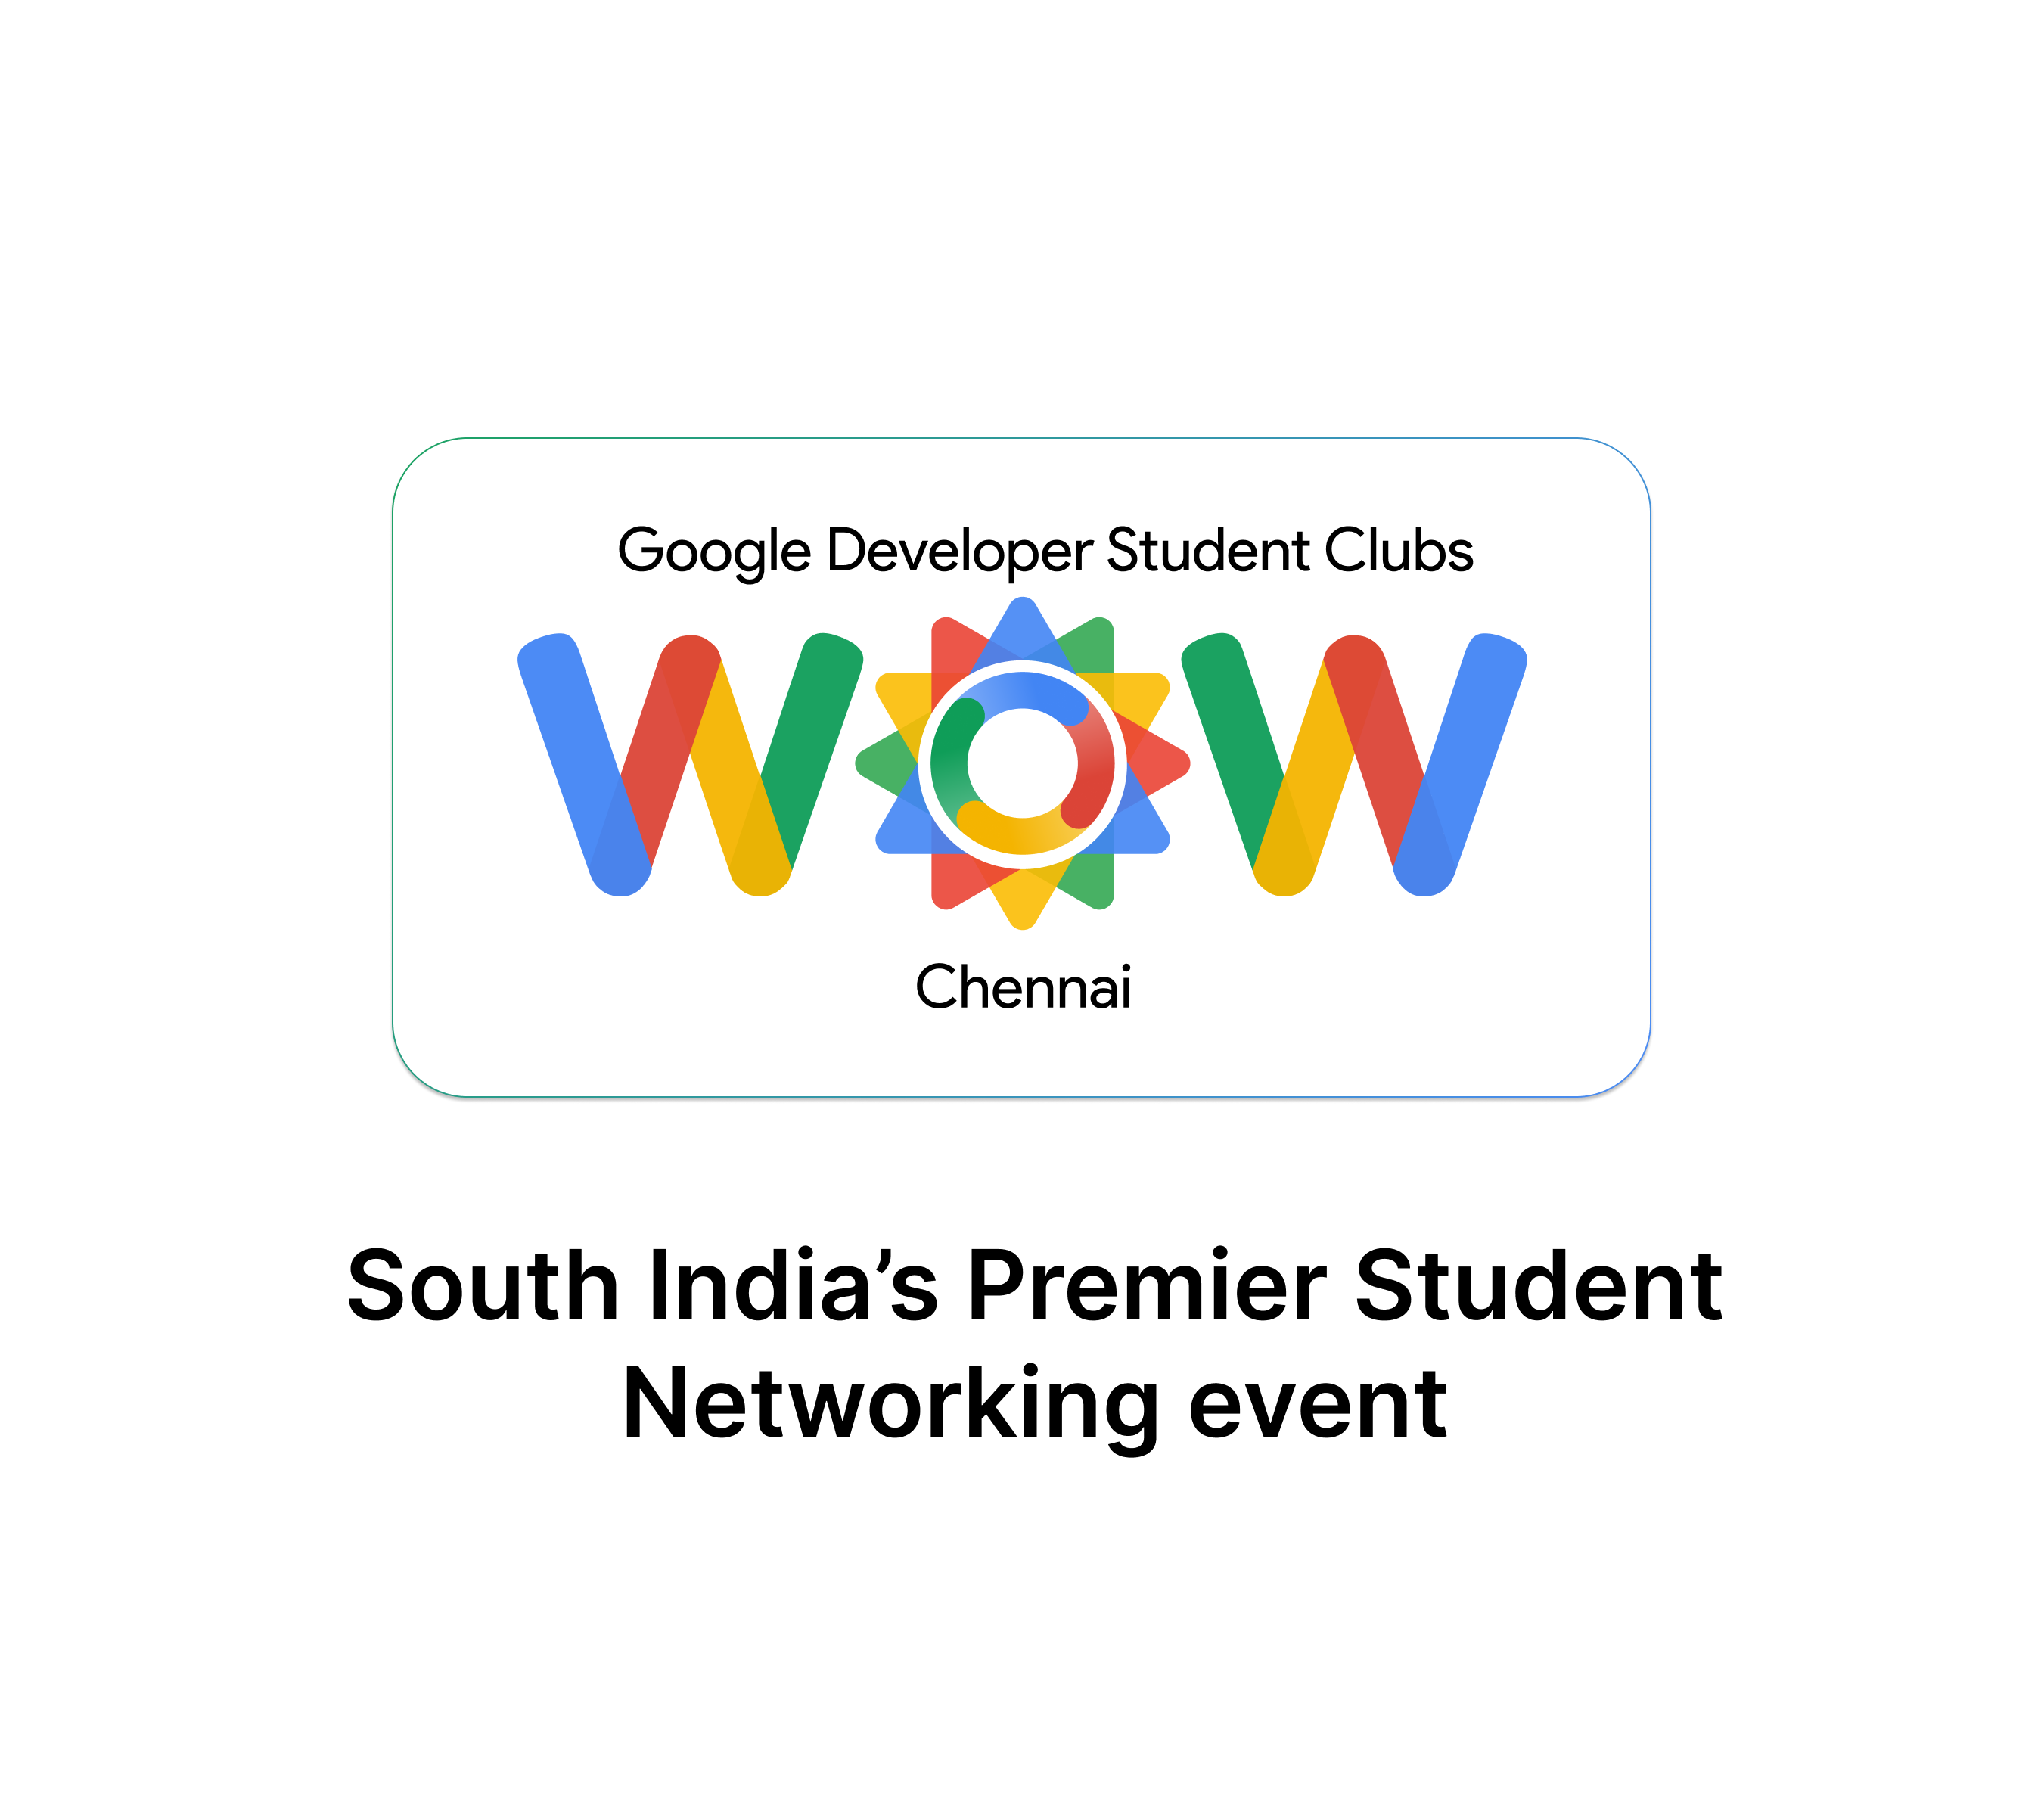 Google Developer Student Clubs
WOW
Chennai
South India’s Premier Student
Networking event